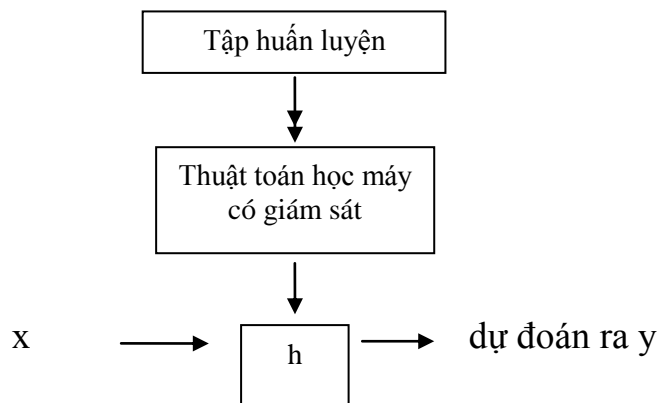 Tập huấn luyện
Thuật toán học máy
có giám sát
x
h
dự đoán ra y